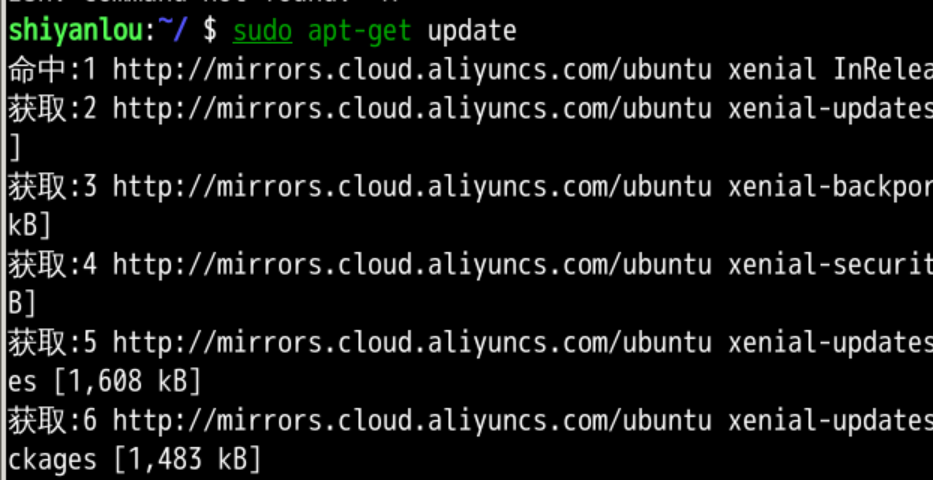 shiyanlou:~/ $ sudo apt-get update
命中:1 http://mirrors.cloud.aliyuncs.com/ubuntu xenial InRelea
获取:2 http://mirrors.cloud.aliyuncs.com/ubuntu xenial-updates
]
获取:3 http://mirrors.cloud.aliyuncs.com/ubuntu xenial-backpor
kB]
获取:4 http://mirrors.cloud.aliyuncs.com/ubuntu xenial-securit
B]
获取:5 http://mirrors.cloud.aliyuncs.com/ubuntu xenial-updates
es [1,608 kB]
获取:6 http://mirrors.cloud.aliyuncs.com/ubuntu xenial-updates
ckages [1,483 kB]